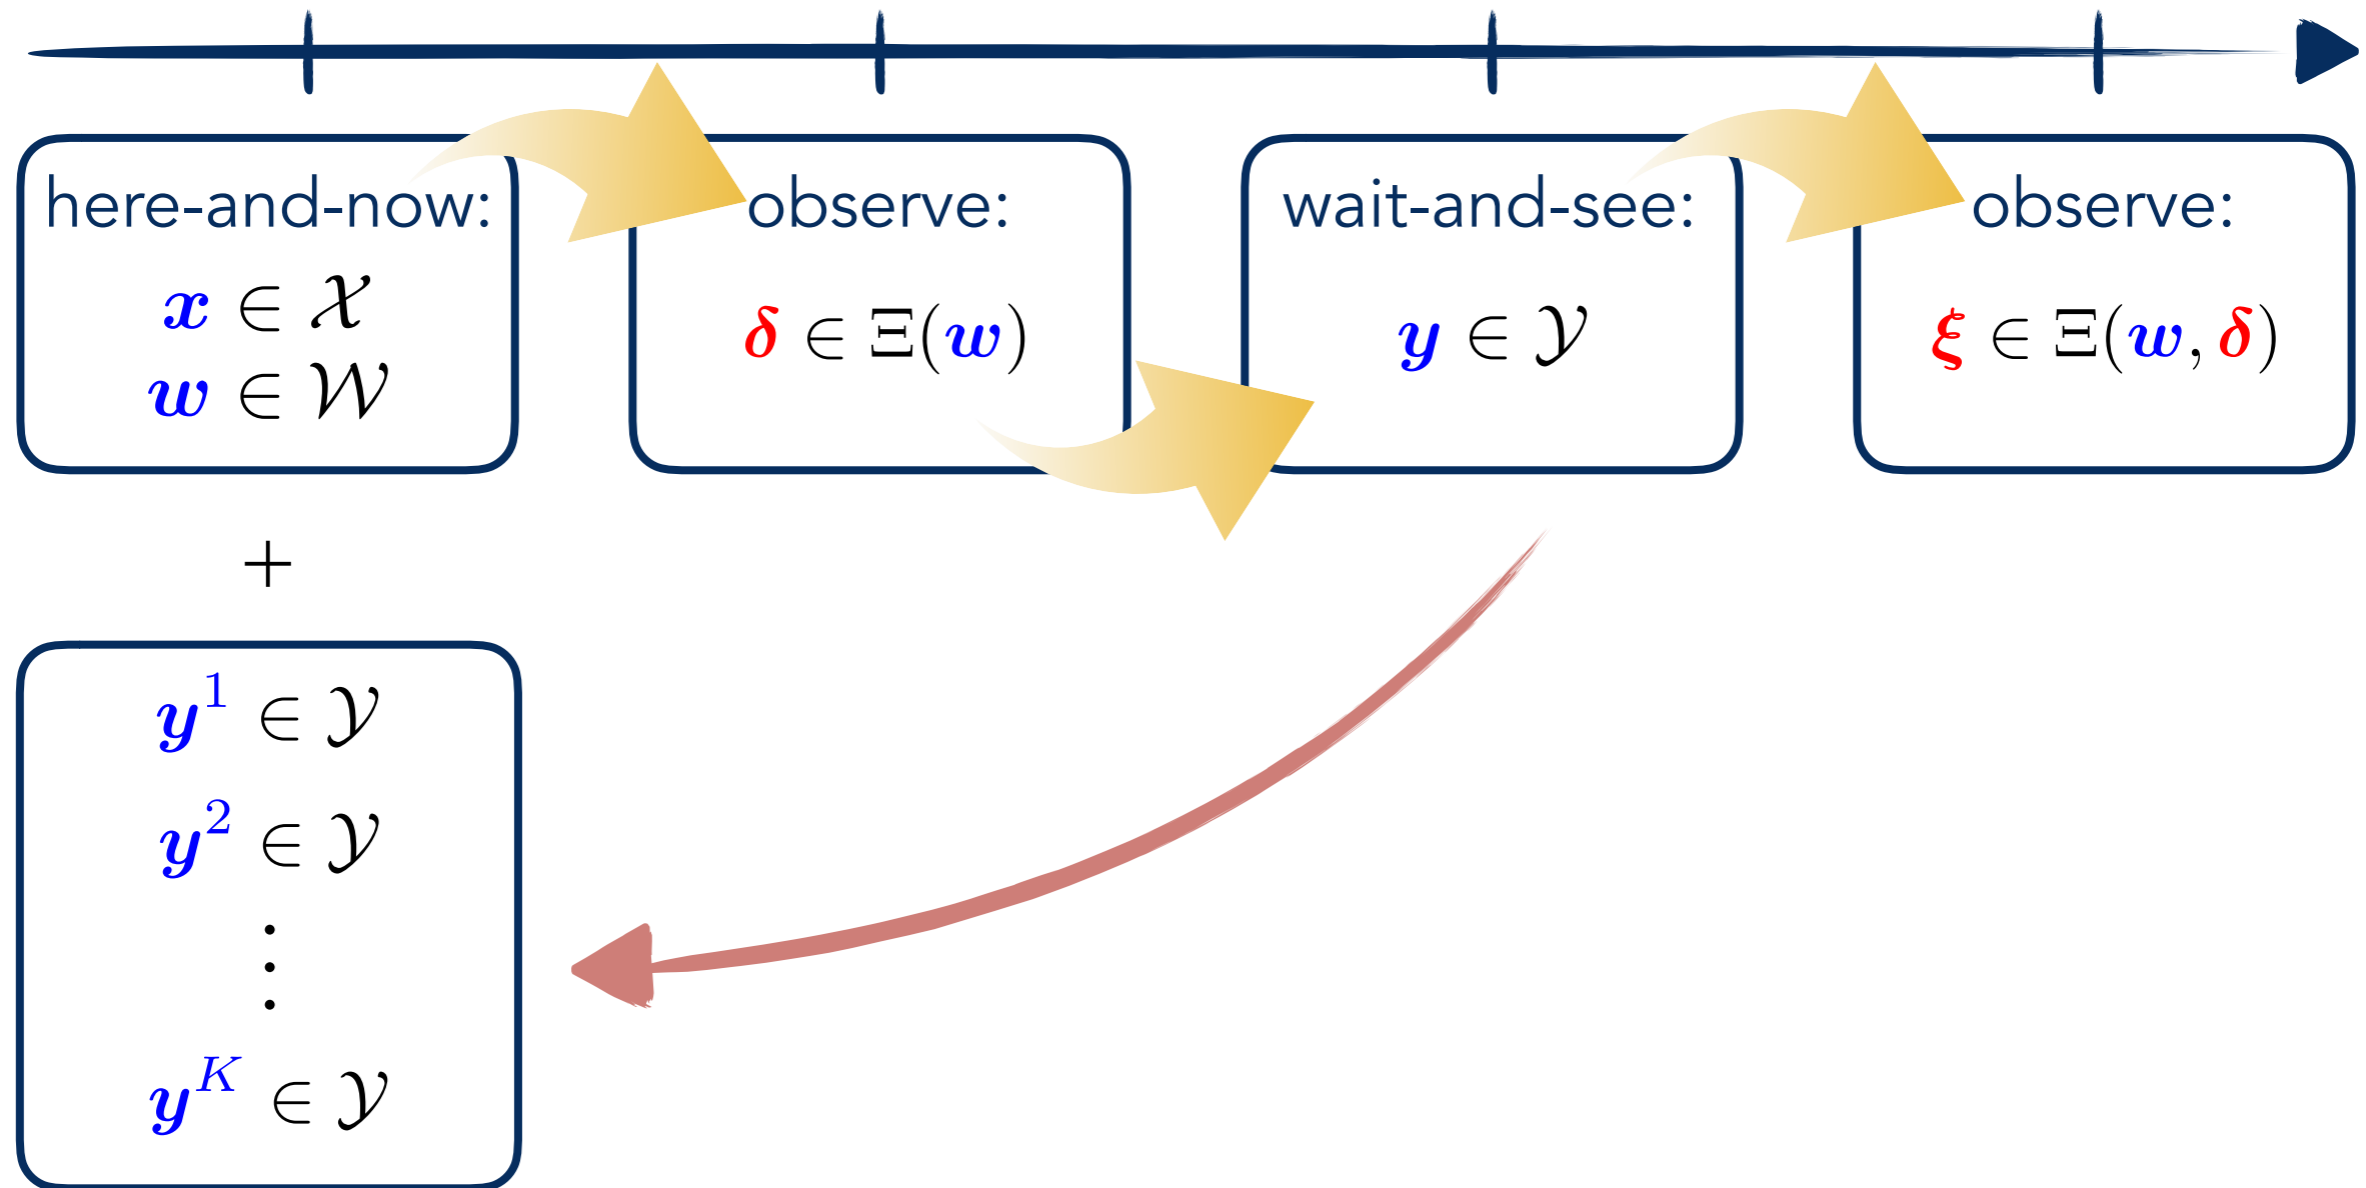 here-and-now:
x ∈ 𝒳
w ∈ 𝒲
observe:
δ ∈ Ξ(w)
wait-and-see:
y ∈ 𝒴
observe:
ξ ∈ Ξ(w, δ)
+
y¹ ∈ 𝒴
y² ∈ 𝒴
⋮
yᴷ ∈ 𝒴